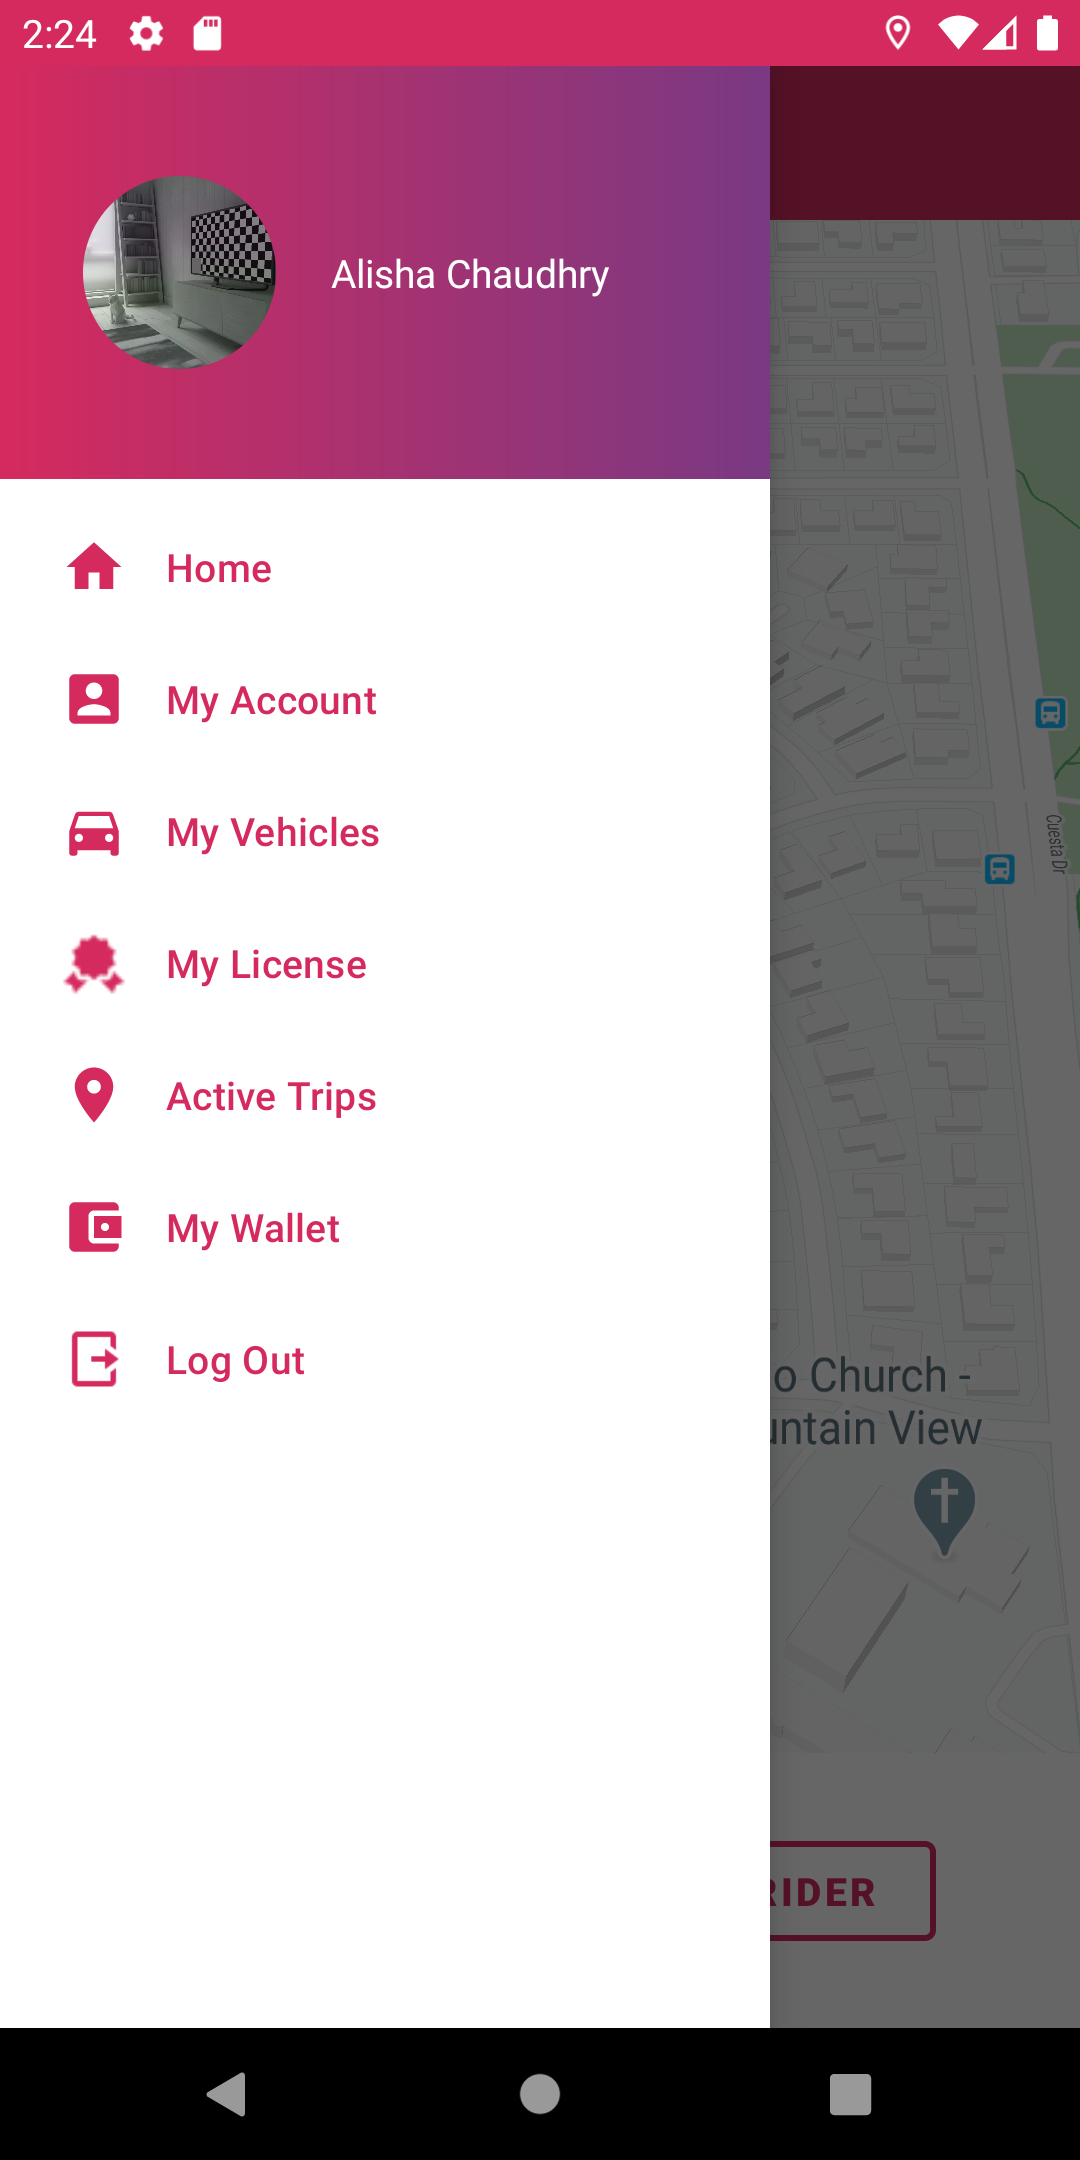 2:24
Alisha Chaudhry
Home
My Account
My Vehicles
My License
Active Trips
My Wallet
Log Out
Cuesta Dr
o Church -
untain View
RIDER